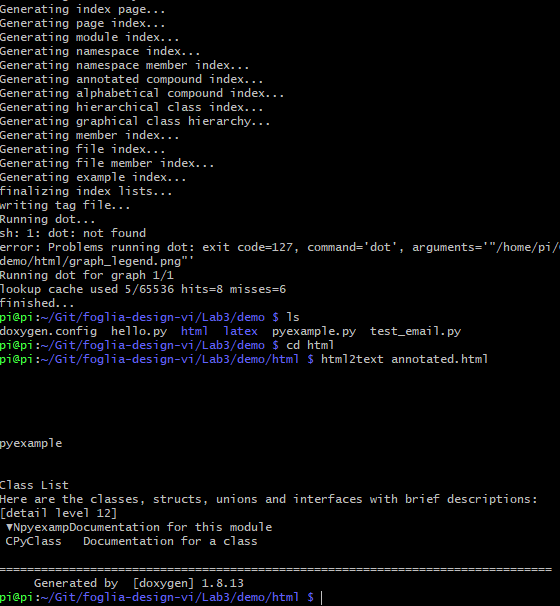 Generating index page...
Generating page index...
Generating module index...
Generating namespace index...
Generating namespace member index...
Generating annotated compound index...
Generating alphabetical compound index...
Generating hierarchical class index...
Generating graphical class hierarchy...
Generating member index...
Generating file index...
Generating file member index...
Generating example index...
finalizing index lists...
writing tag file...
Running dot...
sh: 1: dot: not found
error: Problems running dot: exit code=127, command='dot', arguments='"/home/pi/
demo/html/graph_legend.png"'
Running dot for graph 1/1
lookup cache used 5/65536 hits=8 misses=6
finished...
pi@pi:~/Git/foglia-design-vi/Lab3/demo $ ls
doxygen.config  hello.py  html  latex  pyexample.py  test_email.py
pi@pi:~/Git/foglia-design-vi/Lab3/demo $ cd html
pi@pi:~/Git/foglia-design-vi/Lab3/demo/html $ html2text annotated.html
pyexample
Class List
Here are the classes, structs, unions and interfaces with brief descriptions:
[detail level 12]
▼NpyexampDocumentation for this module
CPyClass   Documentation for a class
===============================================================================
Generated by  [doxygen] 1.8.13
pi@pi:~/Git/foglia-design-vi/Lab3/demo/html $